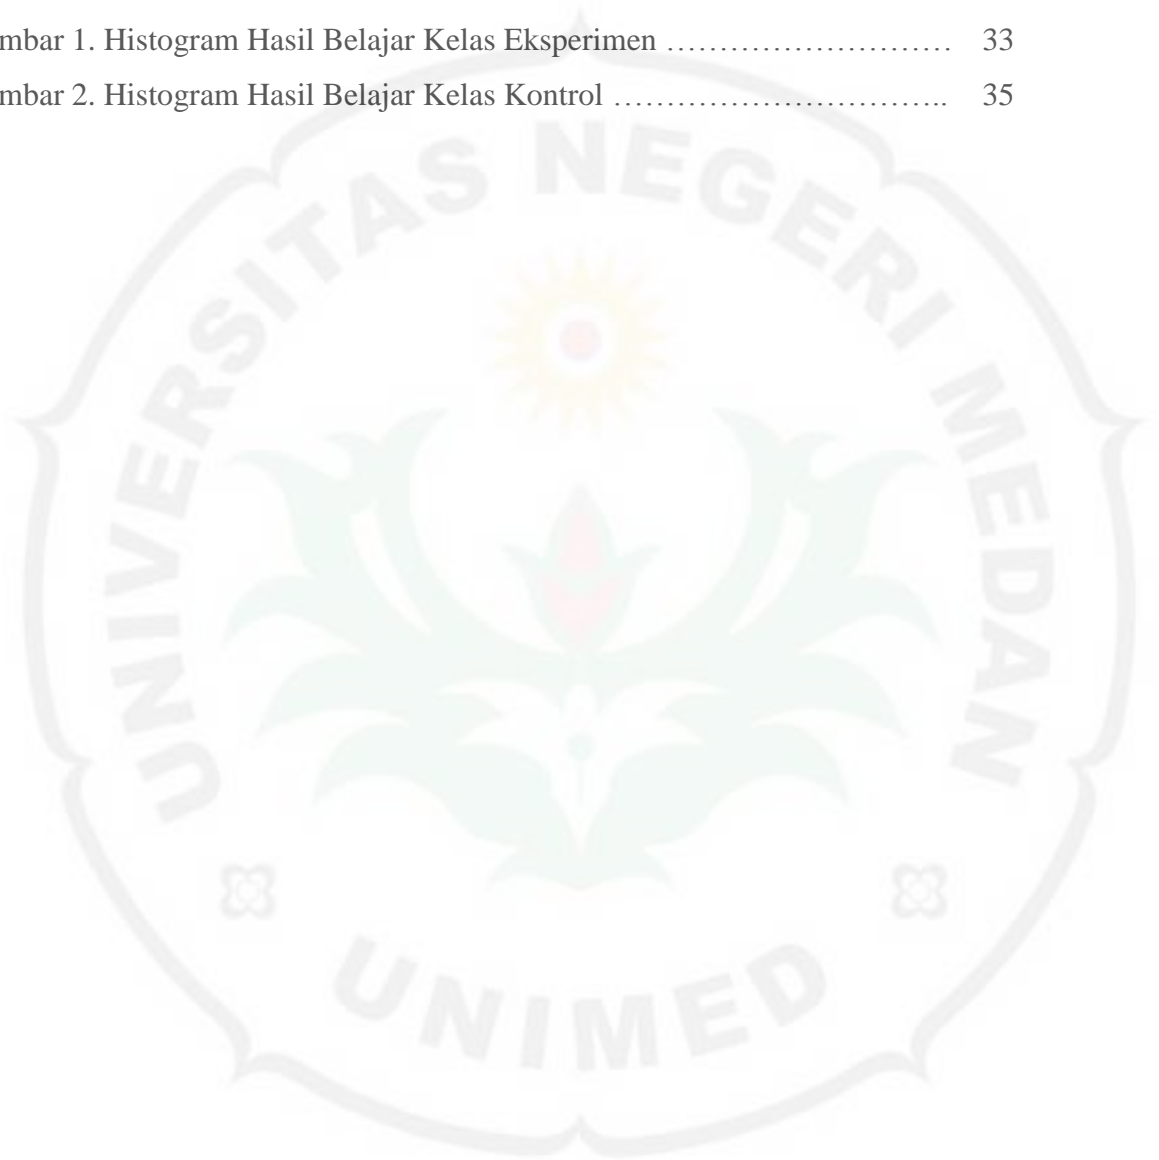 mbar 1. Histogram Hasil Belajar Kelas Eksperimen ……………………… 33
mbar 2. Histogram Hasil Belajar Kelas Kontrol ………………………….. 35
UNIVERSITAS NEGERI MEDAN
UNIMED